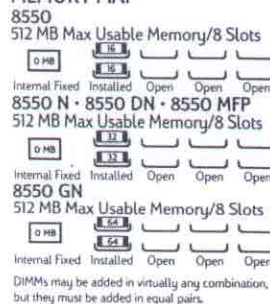 MEMORY MAP
8550
512 MB Max Usable Memory/8 Slots
16
0 MB
16
Internal Fixed Installed Open Open Open
8550 N • 8550 DN • 8550 MFP
512 MB Max Usable Memory/8 Slots
32
0 MB
32
Internal Fixed Installed Open Open Open
8550 GN
512 MB Max Usable Memory/8 Slots
64
0 MB
64
Internal Fixed Installed Open Open Open
DIMMs may be added in virtually any combination,
but they must be added in equal pairs.